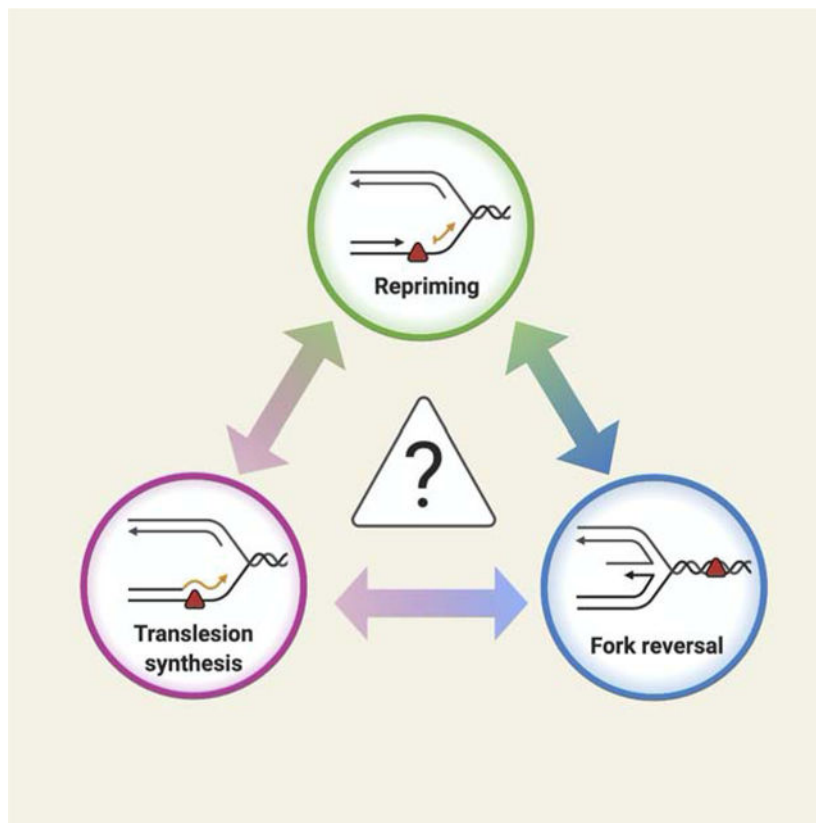 Repriming
?
Translesion
synthesis
Fork reversal